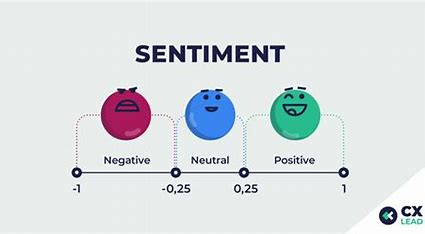 SENTIMENT
Negative Neutral Positive
-1 -0,25 0,25 1
CX
LEAD